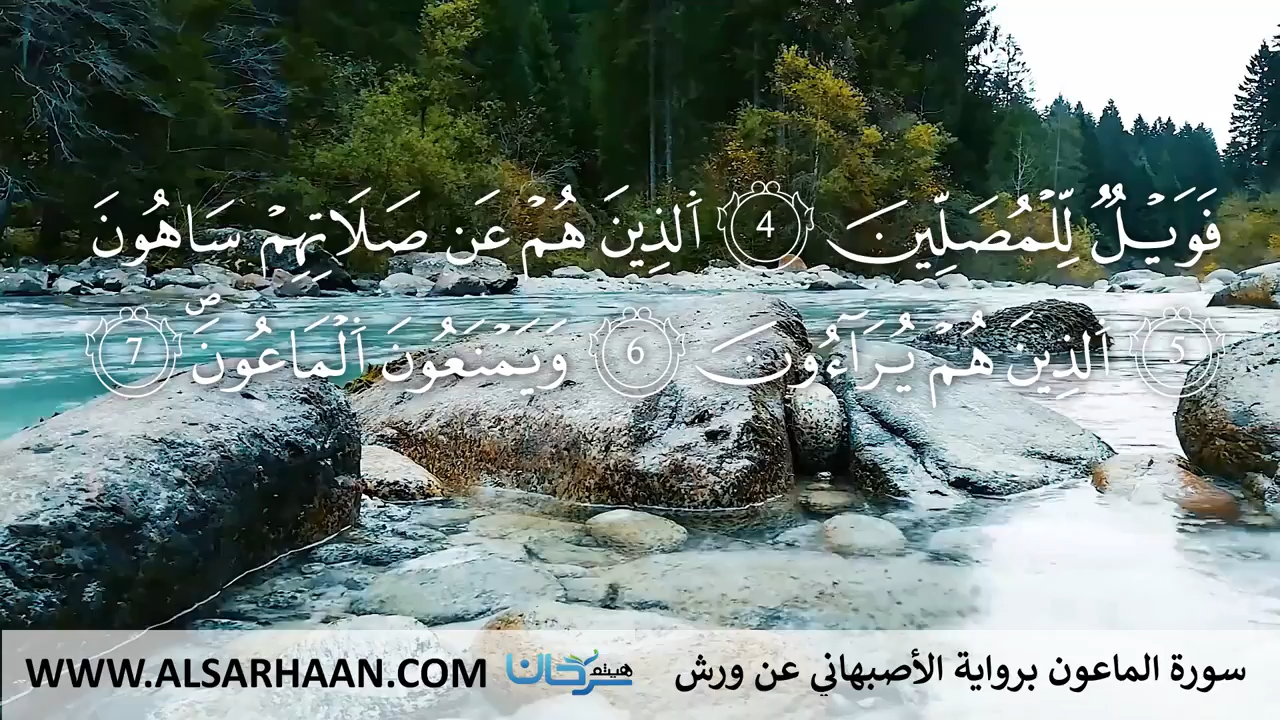 فَوَيْلٌ لِّلْمُصَلِّينَ 4 اَلذِينَ هُمْ عَن صَلَاتِهِمْ سَاهُونَ
5 اَلذِينَ هُمْ يُرَآءُونَ 6 وَيَمْنَعُونَ اَلْمَاعُونَۖ 7
WWW.ALSARHAAN.COM هيثم سرحان سورة الماعون برواية الأصبهاني عن ورش